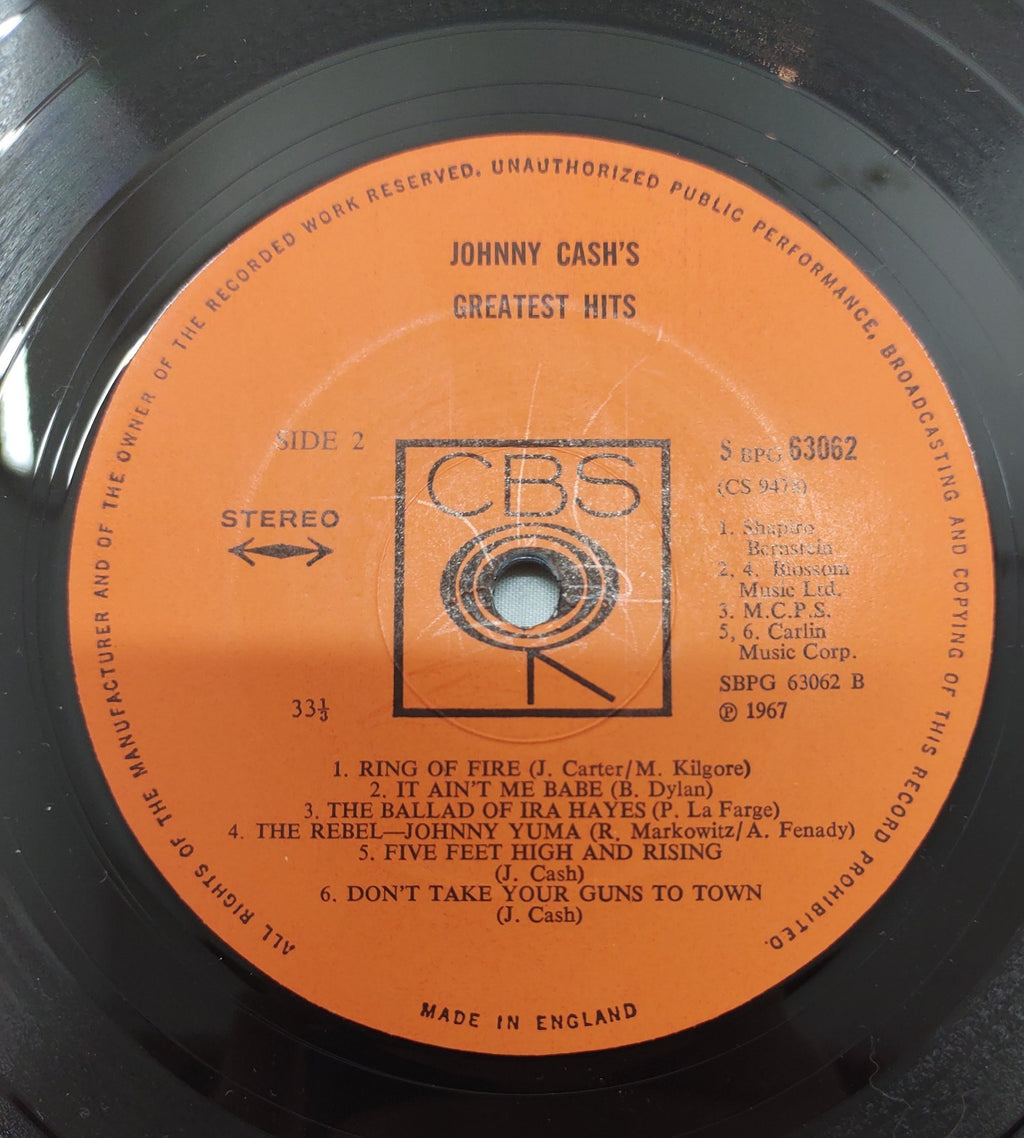 ALL RIGHTS OF THE MANUFACTURER AND OF THE OWNER OF THE RECORDED WORK RESERVED. UNAUTHORIZED PUBLIC PERFORMANCE, BROADCASTING AND COPYING OF THIS RECORD PROHIBITED.
JOHNNY CASH'S
GREATEST HITS
SIDE 2
STEREO
33⅓
CBS
S BPG 63062
(CS 9478)
1. Shapiro
Bernstein
2, 4. Blossom
Music Ltd.
3. M.C.P.S.
5, 6. Carlin
Music Corp.
SBPG 63062 B
℗ 1967
1. RING OF FIRE (J. Carter/M. Kilgore)
2. IT AIN'T ME BABE (B. Dylan)
3. THE BALLAD OF IRA HAYES (P. La Farge)
4. THE REBEL—JOHNNY YUMA (R. Markowitz/A. Fenady)
5. FIVE FEET HIGH AND RISING
(J. Cash)
6. DON'T TAKE YOUR GUNS TO TOWN
(J. Cash)
MADE IN ENGLAND